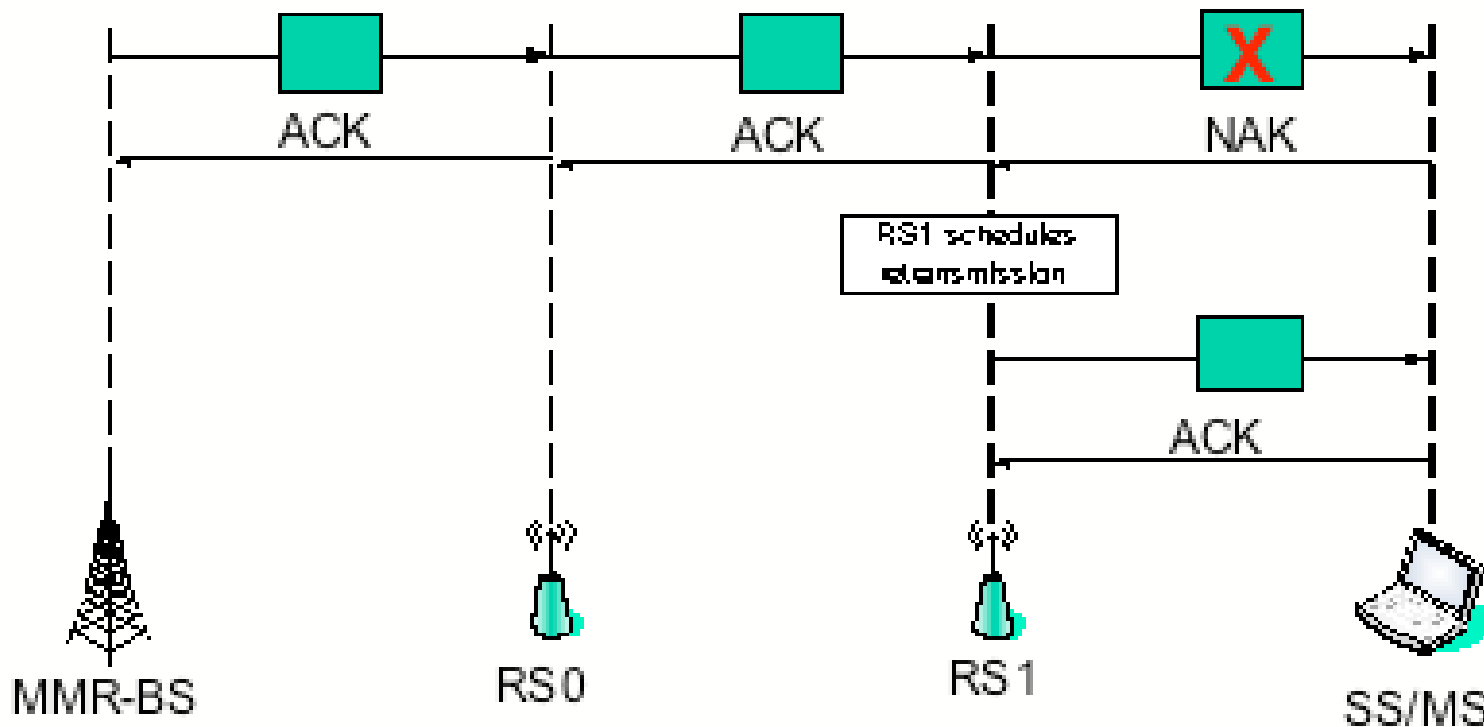 X
ACK
ACK
NAK
RS1 schedules
retransmission
ACK
MMR-BS
RS0
RS1
SS/MS